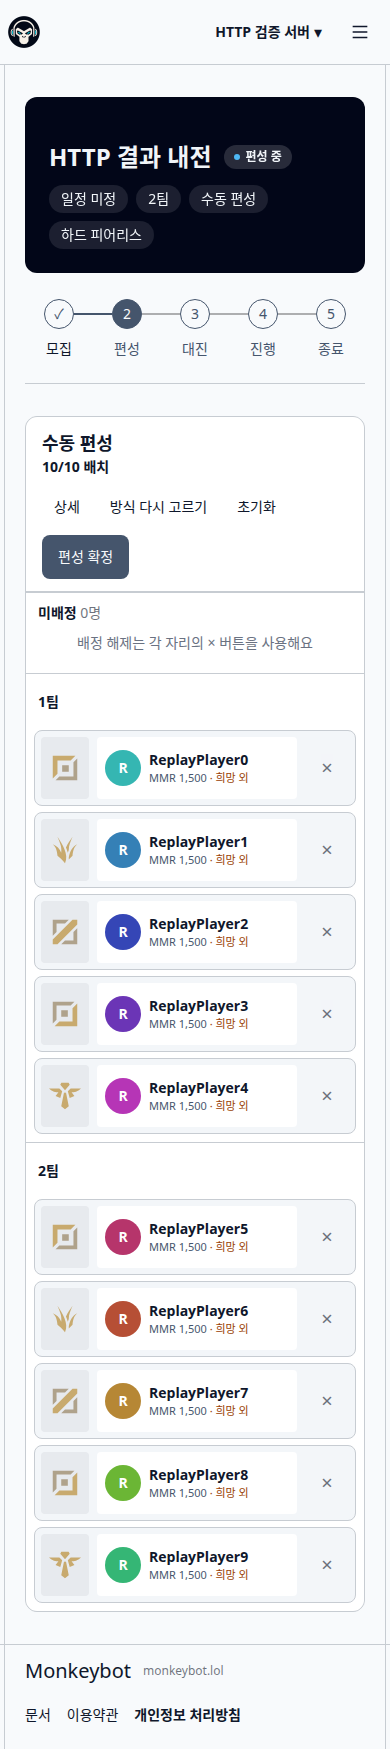 HTTP 검증 서버 ▾
HTTP 결과 내전
편성 중
일정 미정
2팀
수동 편성
하드 피어리스
✓ 2 3 4 5
모집 편성 대진 진행 종료
수동 편성
10/10 배치
상세 방식 다시 고르기 초기화
편성 확정
미배정 0명
배정 해제는 각 자리의 × 버튼을 사용해요
1팀
R ReplayPlayer0 ×
MMR 1,500 · 희망 외
R ReplayPlayer1 ×
MMR 1,500 · 희망 외
R ReplayPlayer2 ×
MMR 1,500 · 희망 외
R ReplayPlayer3 ×
MMR 1,500 · 희망 외
R ReplayPlayer4 ×
MMR 1,500 · 희망 외
2팀
R ReplayPlayer5 ×
MMR 1,500 · 희망 외
R ReplayPlayer6 ×
MMR 1,500 · 희망 외
R ReplayPlayer7 ×
MMR 1,500 · 희망 외
R ReplayPlayer8 ×
MMR 1,500 · 희망 외
R ReplayPlayer9 ×
MMR 1,500 · 희망 외
Monkeybot monkeybot.lol
문서 이용약관 개인정보 처리방침